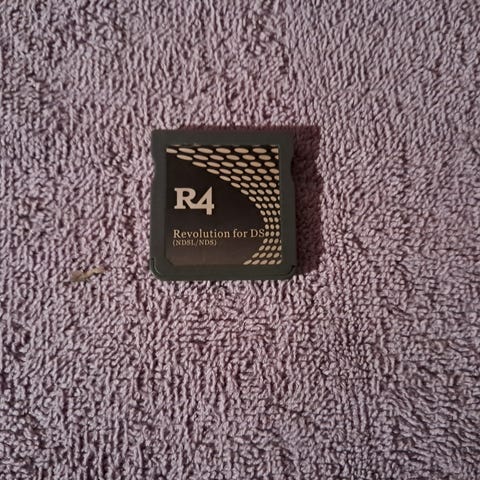 R4
Revolution for DS
(NDSL/NDS)